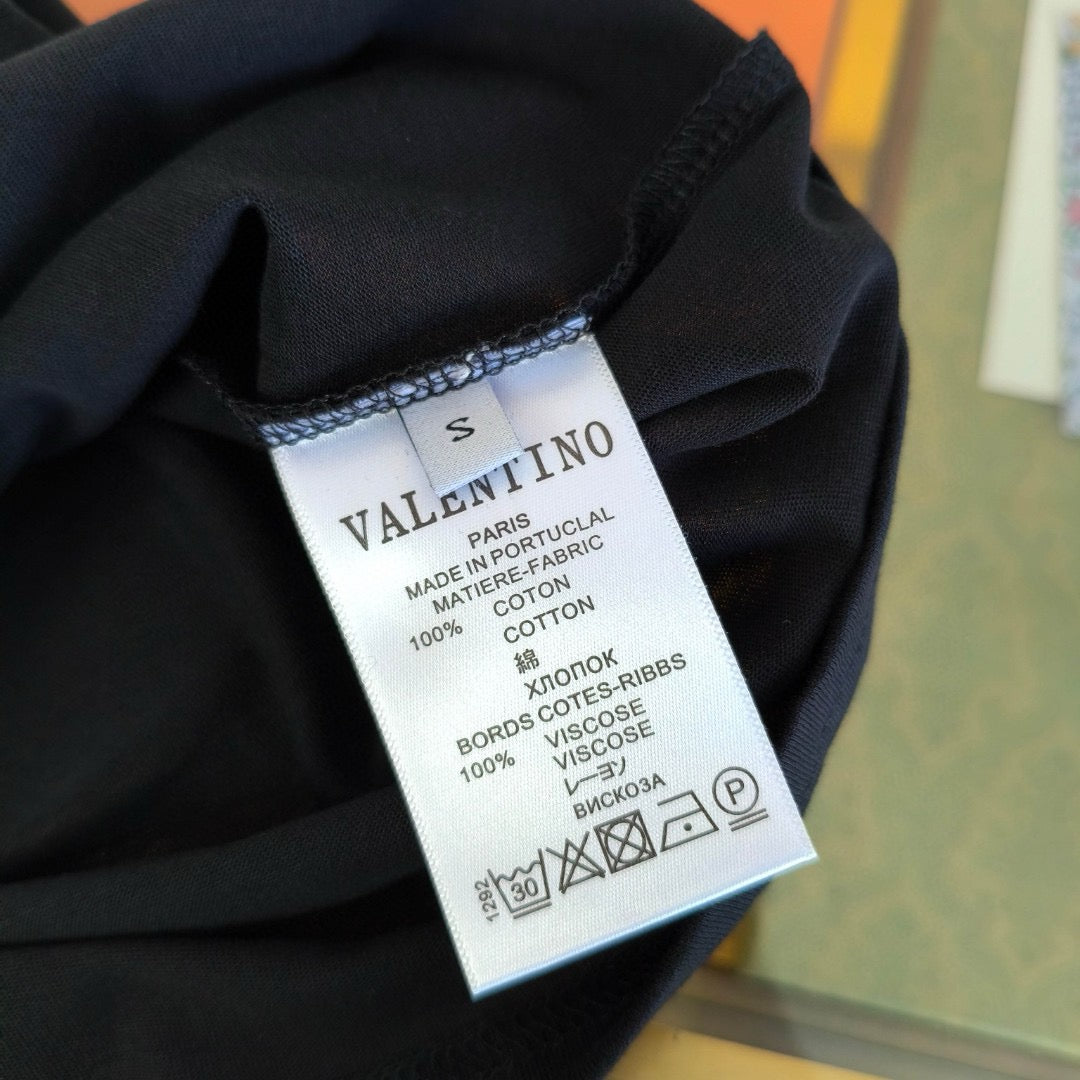 S
VALENTINO
PARIS
MADE IN PORTUCLAL
MATIERE-FABRIC
100% COTON
COTTON
綿
ХЛОПОК
BORDS COTES-RIBBS
100% VISCOSE
VISCOSE
レーヨン
ВИСКОЗА
1292 30 P